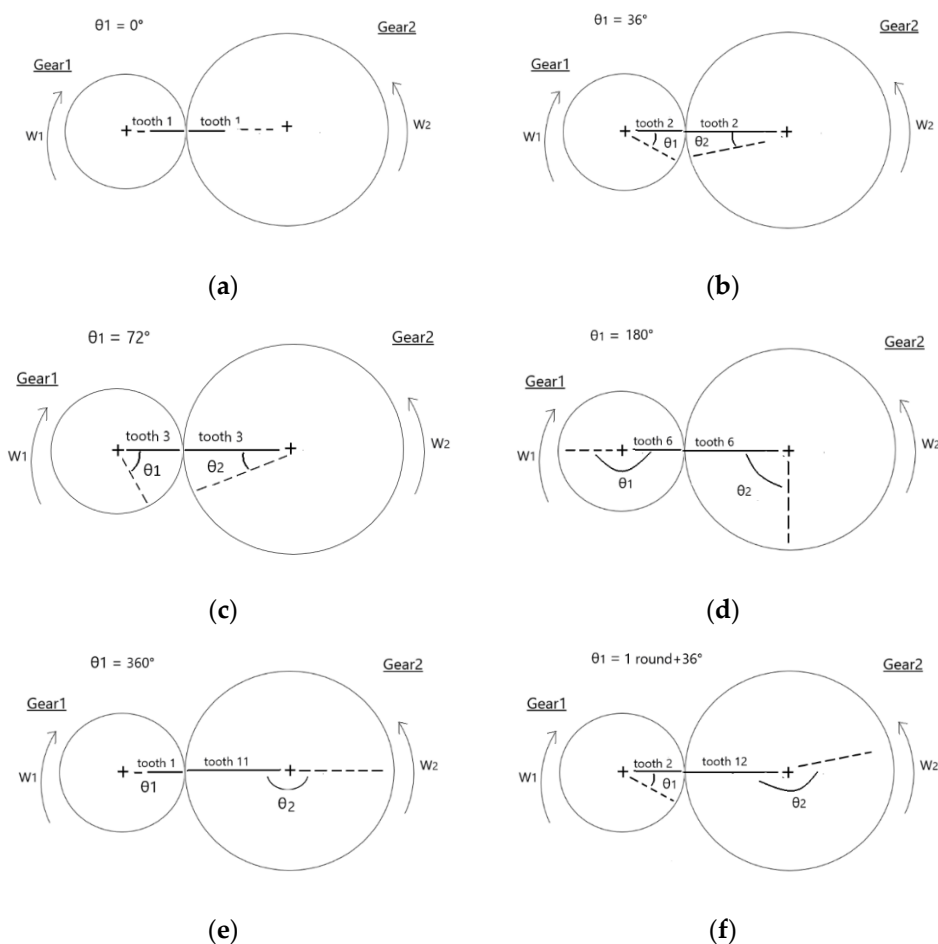 θ1 = 0°
Gear2
Gear1
W1
tooth 1
tooth 1
W2
(a)
θ1 = 36°
Gear2
Gear1
W1
tooth 2
tooth 2
θ1
θ2
W2
(b)
θ1 = 72°
Gear2
Gear1
W1
tooth 3
tooth 3
θ1
θ2
W2
(c)
θ1 = 180°
Gear2
Gear1
W1
tooth 6
tooth 6
θ1
θ2
W2
(d)
θ1 = 360°
Gear2
Gear1
W1
tooth 1
tooth 11
θ1
θ2
W2
(e)
θ1 = 1 round+36°
Gear2
Gear1
W1
tooth 2
tooth 12
θ1
θ2
W2
(f)